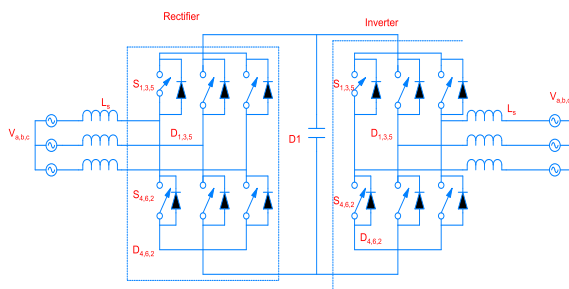 Rectifier
Inverter
S1,3,5
S1,3,5
Ls
Va,b,c
Ls
Va,b,c
D1,3,5
D1
D1,3,5
S4,6,2
S4,6,2
D4,6,2
D4,6,2